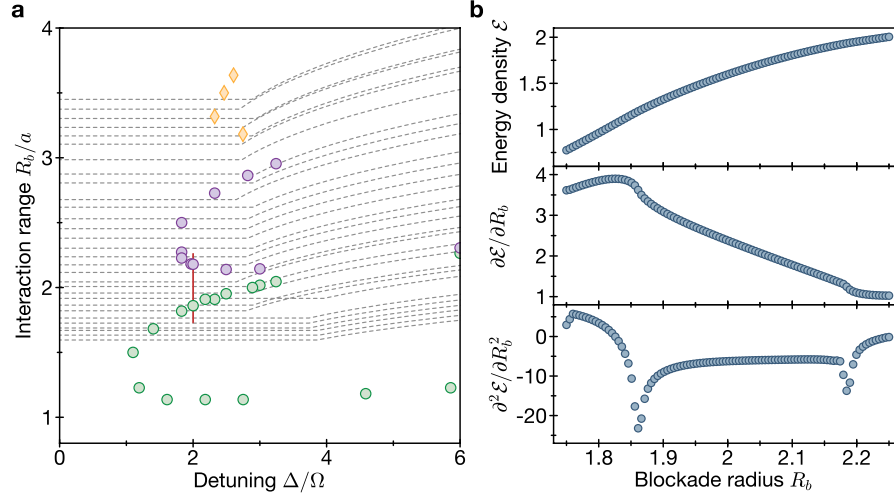 a
4
3
2
1
Interaction range R_b/a
0
2
4
6
Detuning Δ/Ω
b
2
1.5
1
Energy density ℰ
4
3
2
1
∂ℰ/∂R_b
0
-10
-20
∂²ℰ/∂R_b²
1.8
1.9
2
2.1
2.2
Blockade radius R_b